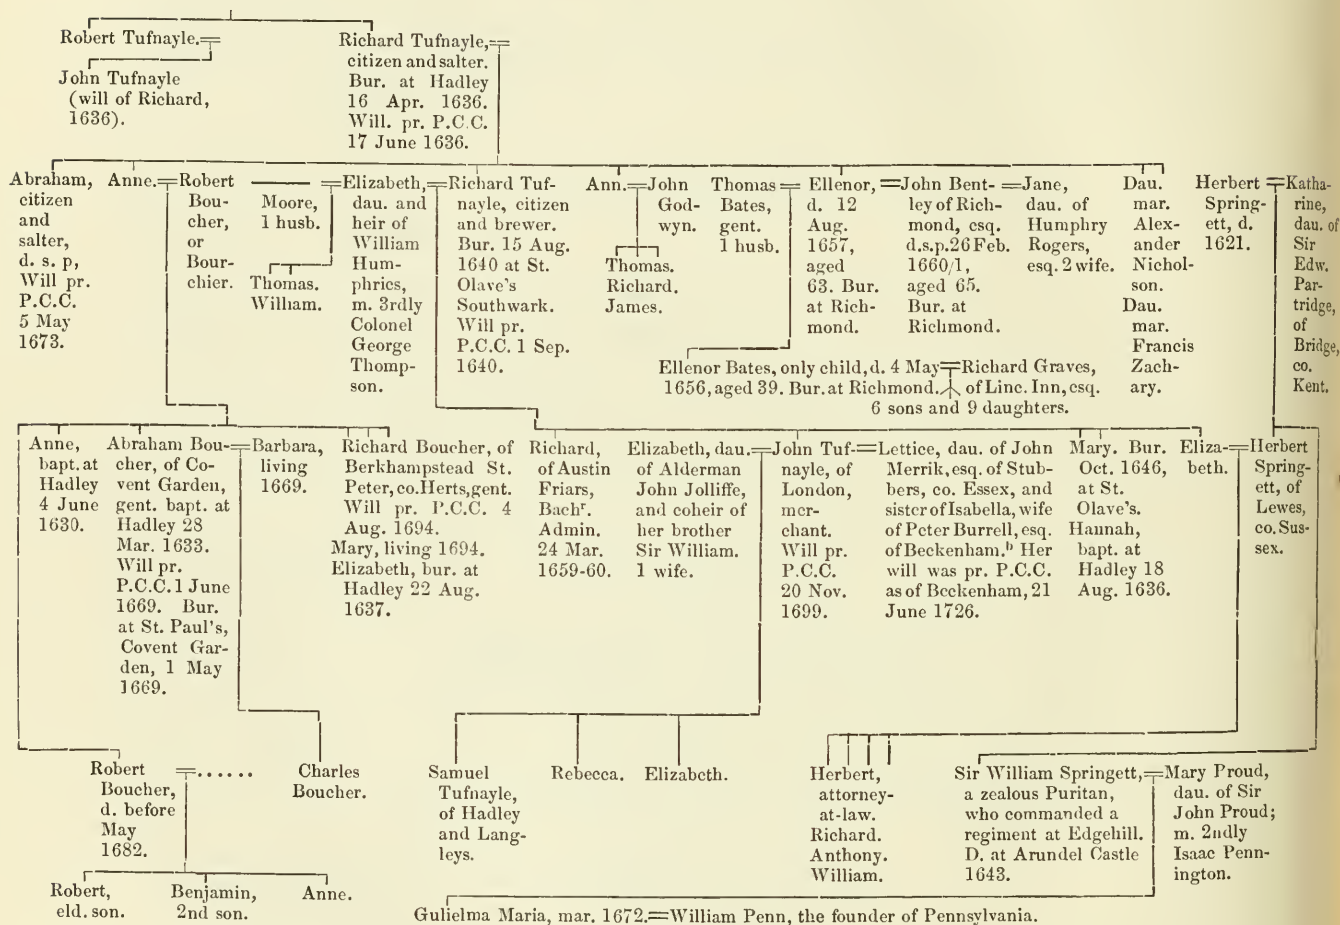 Robert Tufnayle.
John Tufnayle
(will of Richard,
1636).
Richard Tufnayle,
citizen and salter.
Bur. at Hadley
16 Apr. 1636.
Will. pr. P.C.C.
17 June 1636.
Abraham,
citizen
and
salter,
d. s. p,
Will pr.
P.C.C.
5 May
1673.
Anne.
Robert
Bou-
cher,
or
Bour-
chier.
——
Moore,
1 husb.
Thomas.
William.
Elizabeth,
dau. and
heir of
William
Hum-
phries,
m. 3rdly
Colonel
George
Thomp-
son.
Richard Tuf-
nayle, citizen
and brewer.
Bur. 15 Aug.
1640 at St.
Olave's
Southwark.
Will pr.
P.C.C. 1 Sep.
1640.
Ann.
John
God-
wyn.
Thomas.
Richard.
James.
Thomas
Bates,
gent.
1 husb.
Ellenor,
d. 12
Aug.
1657,
aged
63. Bur.
at Rich-
mond.
John Bent-
ley of Rich-
mond, esq.
d.s.p. 26 Feb.
1660/1,
aged 65.
Bur. at
Richmond.
Jane,
dau. of
Humphry
Rogers,
esq. 2 wife.
Dau.
mar.
Alex-
ander
Nichol-
son.
Dau.
mar.
Francis
Zach-
ary.
Herbert
Spring-
ett, d.
1621.
Katha-
rine,
dau. of
Sir
Edw.
Par-
tridge,
of
Bridge,
co.
Kent.
Ellenor Bates, only child, d. 4 May
1656, aged 39. Bur. at Richmond.
Richard Graves,
of Linc. Inn, esq.
6 sons and 9 daughters.
Anne,
bapt. at
Hadley
4 June
1630.
Abraham Bou-
cher, of Co-
vent Garden,
gent. bapt. at
Hadley 28
Mar. 1633.
Will pr.
P.C.C. 1 June
1669. Bur.
at St. Paul's,
Covent Gar-
den, 1 May
1669.
Barbara,
living
1669.
Richard Boucher, of
Berkhampstead St.
Peter, co. Herts, gent.
Will pr. P.C.C. 4
Aug. 1694.
Mary, living 1694.
Elizabeth, bur. at
Hadley 22 Aug.
1637.
Richard,
of Austin
Friars,
Bachr.
Admin.
24 Mar.
1659-60.
Elizabeth, dau.
of Alderman
John Jolliffe,
and coheir of
her brother
Sir William.
1 wife.
John Tuf-
nayle, of
London,
mer-
chant.
Will pr.
P.C.C.
20 Nov.
1699.
Lettice, dau. of John
Merrik, esq. of Stub-
bers, co. Essex, and
sister of Isabella, wife
of Peter Burrell, esq.
of Beckenham.h Her
will was pr. P.C.C.
as of Beckenham, 21
June 1726.
Mary. Bur.
Oct. 1646,
at St.
Olave's.
Hannah,
bapt. at
Hadley 18
Aug. 1636.
Eliza-
beth.
Herbert
Spring-
ett, of
Lewes,
co. Sus-
sex.
Robert
Boucher,
d. before
May
1682.
......
Charles
Boucher.
Samuel
Tufnayle,
of Hadley
and Lang-
leys.
Rebecca.
Elizabeth.
Herbert,
attorney-
at-law.
Richard.
Anthony.
William.
Sir William Springett,
a zealous Puritan,
who commanded a
regiment at Edgehill.
D. at Arundel Castle
1643.
Mary Proud,
dau. of Sir
John Proud;
m. 2ndly
Isaac Penn-
ington.
Robert,
eld. son.
Benjamin,
2nd son.
Anne.
Gulielma Maria, mar. 1672.=William Penn, the founder of Pennsylvania.